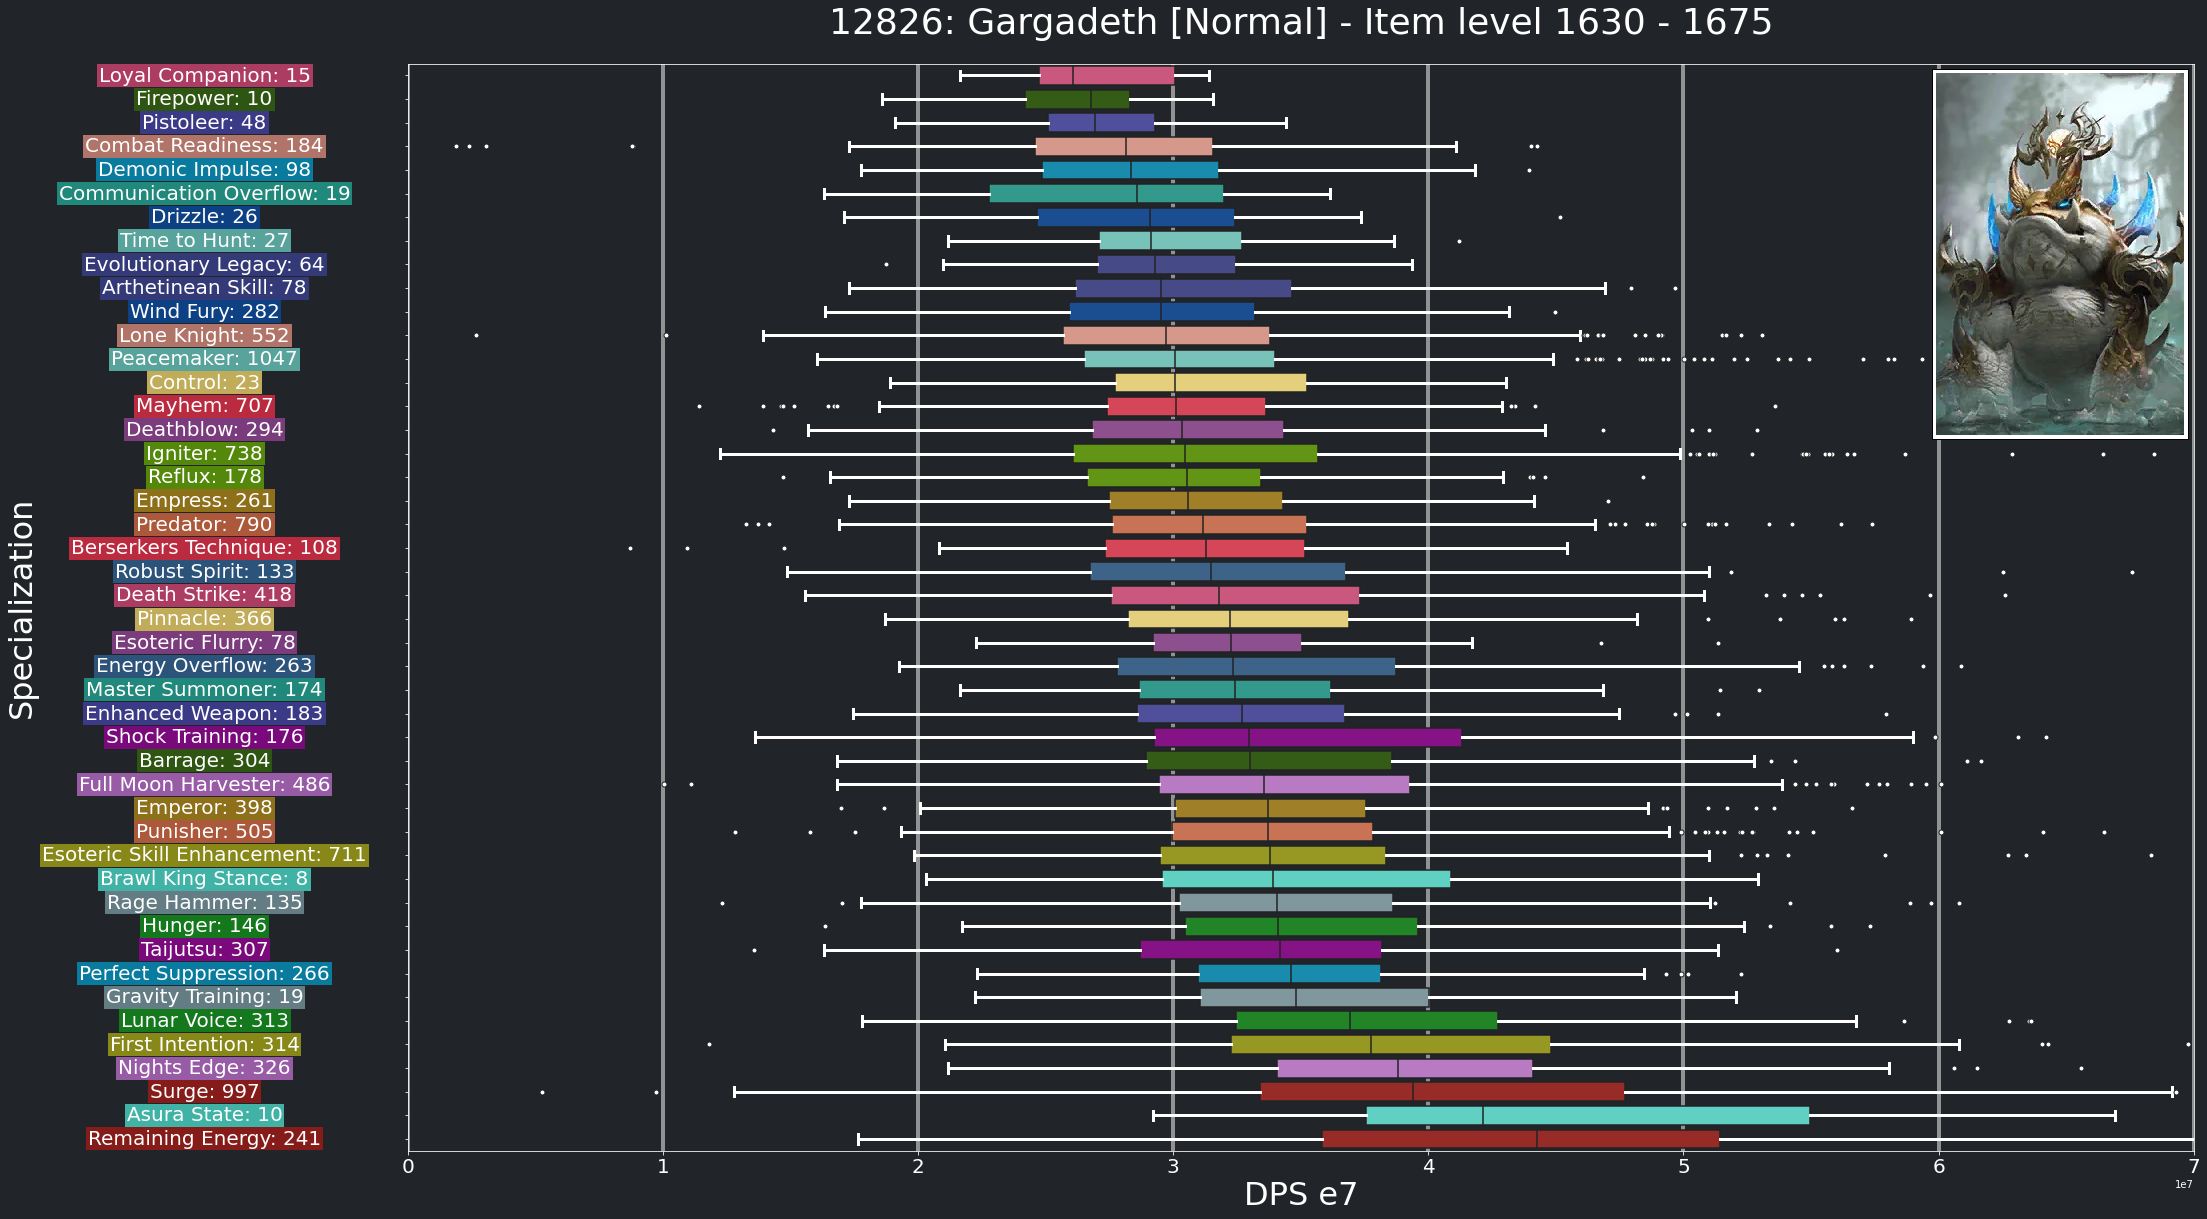 12826: Gargadeth [Normal] - Item level 1630 - 1675
Specialization
Loyal Companion: 15
Firepower: 10
Pistoleer: 48
Combat Readiness: 184
Demonic Impulse: 98
Communication Overflow: 19
Drizzle: 26
Time to Hunt: 27
Evolutionary Legacy: 64
Arthetinean Skill: 78
Wind Fury: 282
Lone Knight: 552
Peacemaker: 1047
Control: 23
Mayhem: 707
Deathblow: 294
Igniter: 738
Reflux: 178
Empress: 261
Predator: 790
Berserkers Technique: 108
Robust Spirit: 133
Death Strike: 418
Pinnacle: 366
Esoteric Flurry: 78
Energy Overflow: 263
Master Summoner: 174
Enhanced Weapon: 183
Shock Training: 176
Barrage: 304
Full Moon Harvester: 486
Emperor: 398
Punisher: 505
Esoteric Skill Enhancement: 711
Brawl King Stance: 8
Rage Hammer: 135
Hunger: 146
Taijutsu: 307
Perfect Suppression: 266
Gravity Training: 19
Lunar Voice: 313
First Intention: 314
Nights Edge: 326
Surge: 997
Asura State: 10
Remaining Energy: 241
0 1 2 3 4 5 6 7
1e7
DPS e7